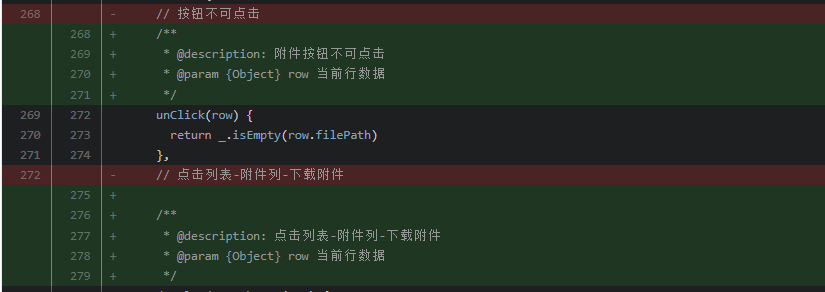 268 - // 按钮不可点击
268 + /**
269 + * @description: 附件按钮不可点击
270 + * @param {Object} row 当前行数据
271 + */
269 272 unClick(row) {
270 273 return _.isEmpty(row.filePath)
271 274 },
272 - // 点击列表-附件列-下载附件
275 +
276 + /**
277 + * @description: 点击列表-附件列-下载附件
278 + * @param {Object} row 当前行数据
279 + */